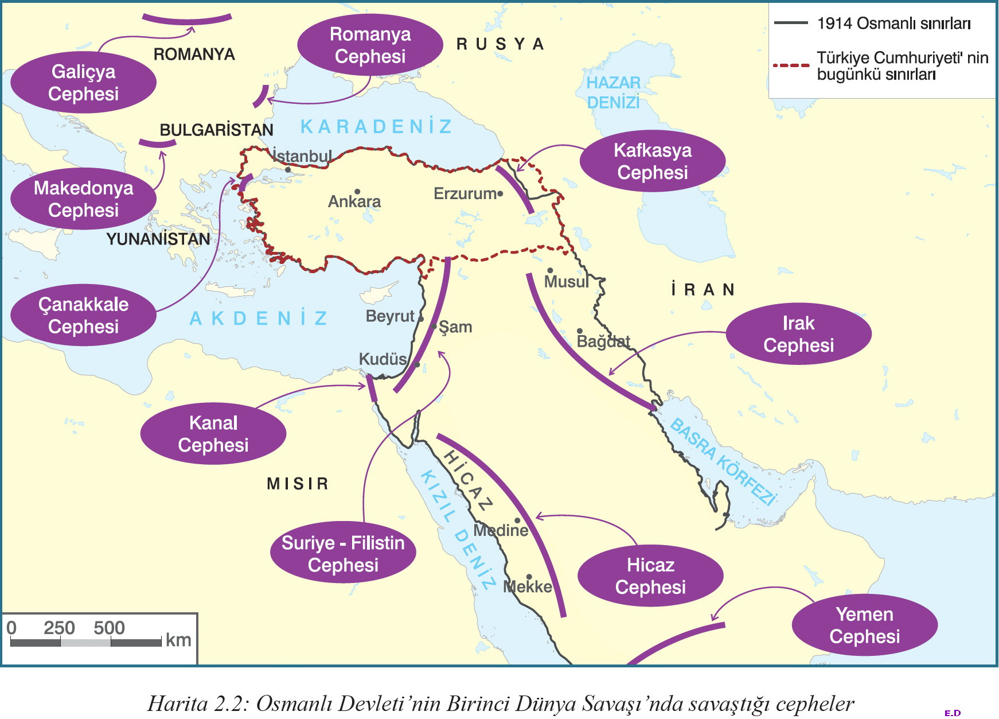 1914 Osmanlı sınırları
Türkiye Cumhuriyeti' nin
bugünkü sınırları
Romanya
Cephesi
RUSYA
ROMANYA
Galiçya
Cephesi
HAZAR
DENİZİ
BULGARİSTAN
KARADENİZ
İstanbul
Kafkasya
Cephesi
Makedonya
Cephesi
Ankara
Erzurum
YUNANİSTAN
Musul
İRAN
Çanakkale
Cephesi
AKDENİZ
Beyrut
Şam
Bağdat
Irak
Cephesi
Kudüs
Kanal
Cephesi
BASRA KÖRFEZİ
HİCAZ
MISIR
KIZIL DENİZ
Medine
Suriye - Filistin
Cephesi
Hicaz
Cephesi
Mekke
Yemen
Cephesi
0 250 500
km
Harita 2.2: Osmanlı Devleti’nin Birinci Dünya Savaşı’nda savaştığı cepheler
E.D